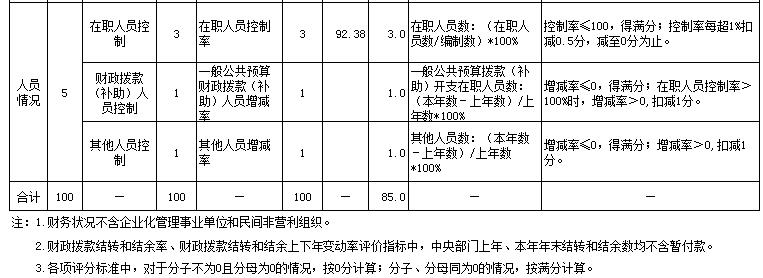 在职人员控制 3 在职人员控制率 3 92.38 3.0 在职人员数：（在职人员数/编制数）*100% 控制率≤100，得满分；控制率每超1%扣减0.5分，减至0分为止。
人员情况 5 财政拨款（补助）人员控制 1 一般公共预算财政拨款（补助）人员增减率 1 1.0 一般公共预算拨款（补助）开支在职人员数：（本年数－上年数）/上年数*100% 增减率≤0，得满分；在职人员控制率＞100%时，增减率＞0,扣减1分。
其他人员控制 1 其他人员增减率 1 1.0 其他人员数：（本年数－上年数）/上年数*100% 增减率≤0，得满分；增减率＞0,扣减1分。
合计 100 — 100 — 100 — 85.0 — —
注：1.财务状况不含企业化管理事业单位和民间非营利组织。
2.财政拨款结转和结余率、财政拨款结转和结余上下年变动率评价指标中，中央部门上年、本年年末结转和结余数均不含暂付款。
3.各项评分标准中，对于分子不为0且分母为0的情况，按0分计算；分子、分母同为0的情况，按满分计算。